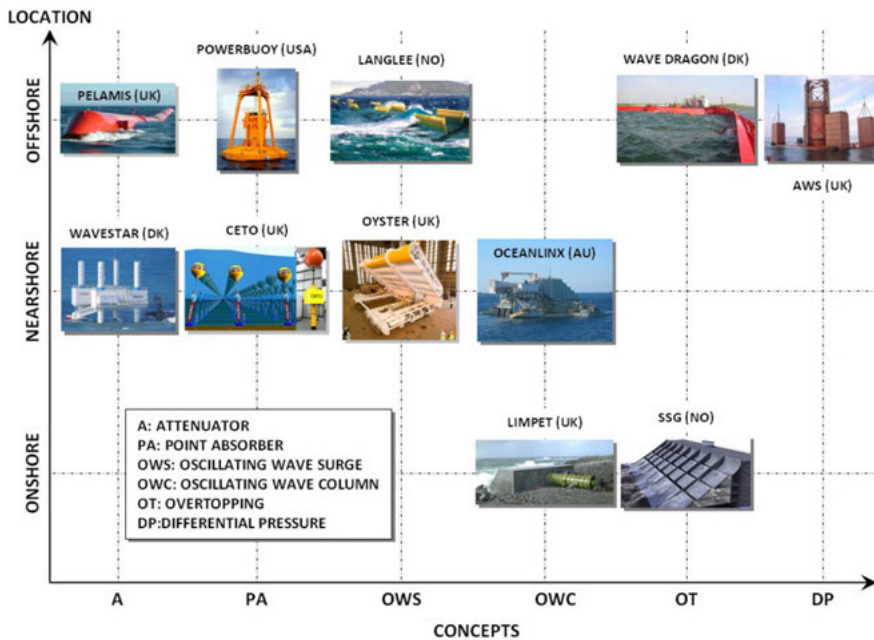 LOCATION
POWERBUOY (USA)
LANGLEE (NO)
WAVE DRAGON (DK)
PELAMIS (UK)
OFFSHORE
AWS (UK)
WAVESTAR (DK)
CETO (UK)
OYSTER (UK)
OCEANLINX (AU)
NEARSHORE
LIMPET (UK)
SSG (NO)
ONSHORE
A: ATTENUATOR
PA: POINT ABSORBER
OWS: OSCILLATING WAVE SURGE
OWC: OSCILLATING WAVE COLUMN
OT: OVERTOPPING
DP:DIFFERENTIAL PRESSURE
A PA OWS OWC OT DP
CONCEPTS